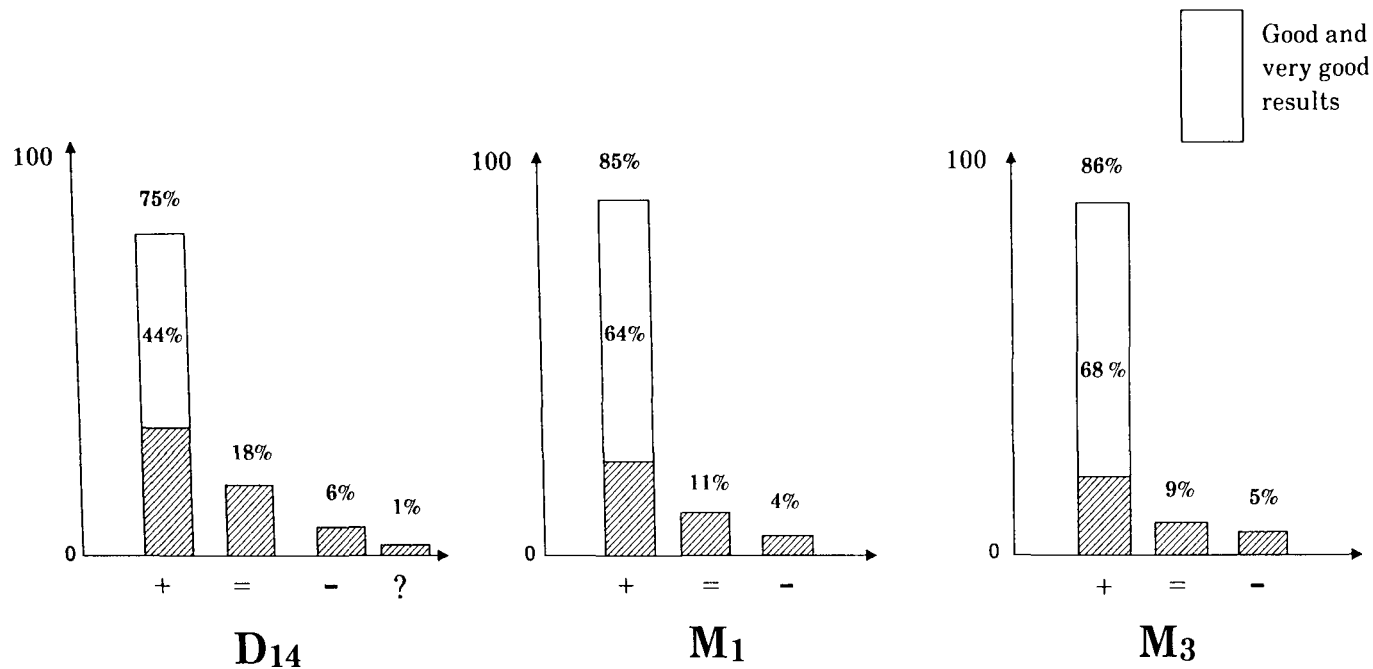 Good and
very good
results
100
75%
44%
18%
6%
1%
0
+ = - ?
D14
100
85%
64%
11%
4%
0
+ = -
M1
100
86%
68%
9%
5%
0
+ = -
M3